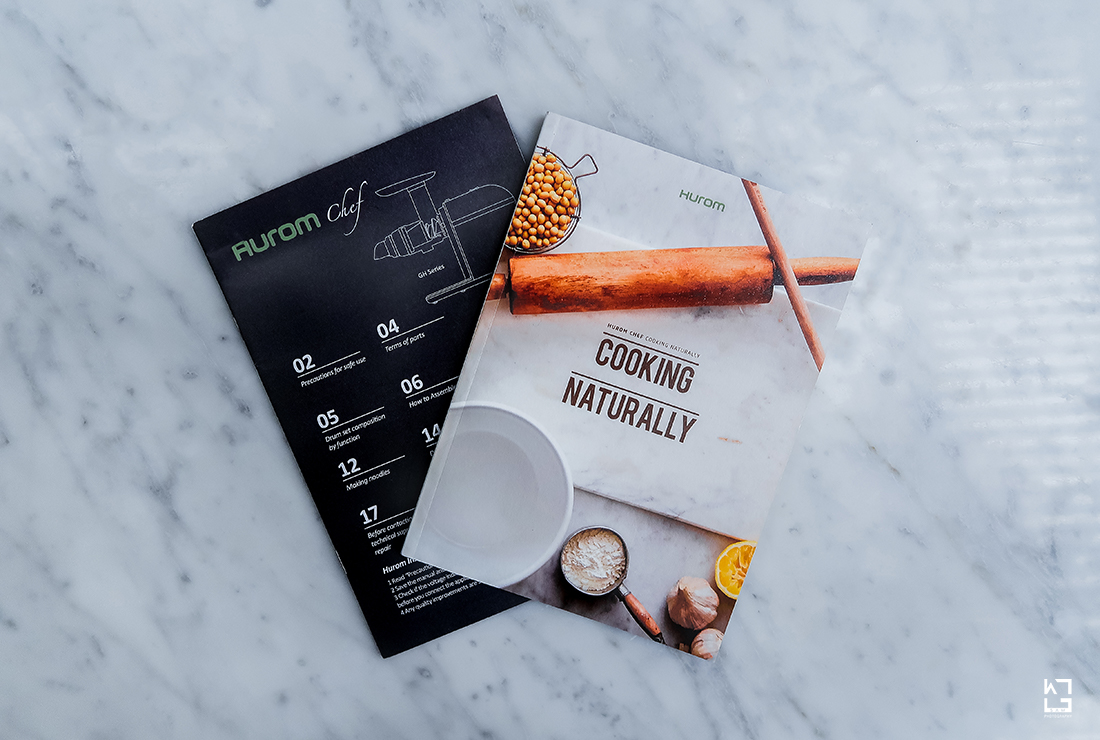 Hurom Chef
GH Series
02
Precautions for safe use
04
Terms of parts
05
Drum set composition
by function
06
How to Assemble
12
Making noodles
14
17
Before contacting
technical
repair
Hurom
1 Read "Precautions
2 Save the manual
3 Check if the voltage
before you connect the
4 Any quality improvements are
Hurom
HUROM CHEF COOKING NATURALLY
COOKING
NATURALLY